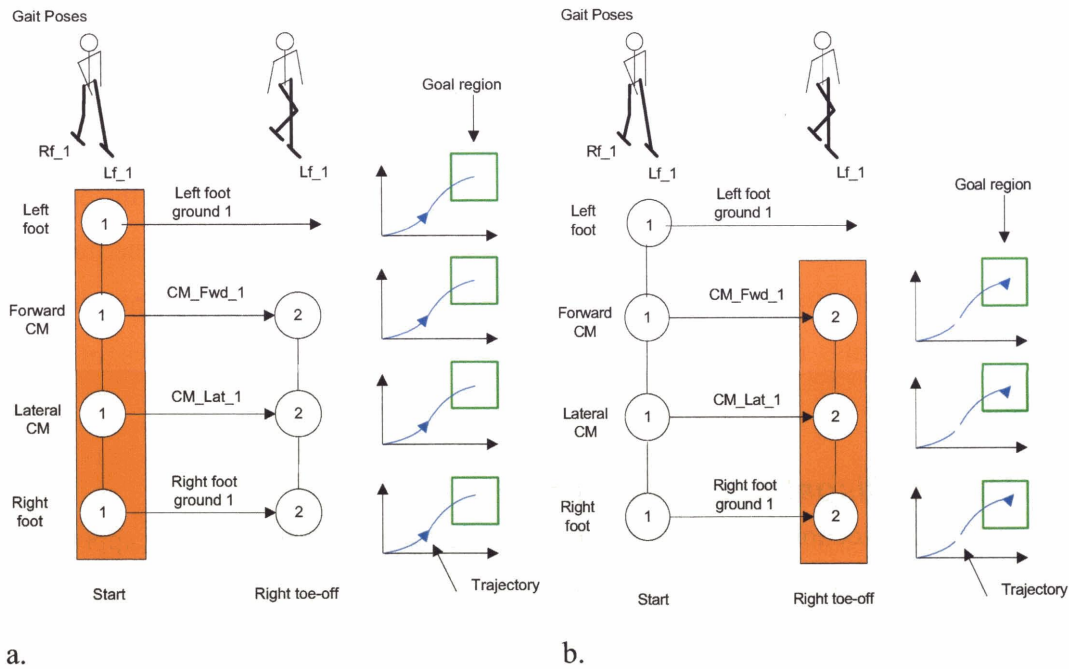 Gait Poses
Goal region
Rf_1
Lf_1
Lf_1
Left
foot
1
Left foot
ground 1
Forward
CM
1
CM_Fwd_1
2
Lateral
CM
1
CM_Lat_1
2
Right
foot
1
Right foot
ground 1
2
Trajectory
Start
Right toe-off
a.
Gait Poses
Rf_1
Lf_1
Lf_1
Goal region
Left
foot
1
Left foot
ground 1
Forward
CM
1
CM_Fwd_1
2
Lateral
CM
1
CM_Lat_1
2
Right
foot
1
Right foot
ground 1
2
Trajectory
Start
Right toe-off
b.